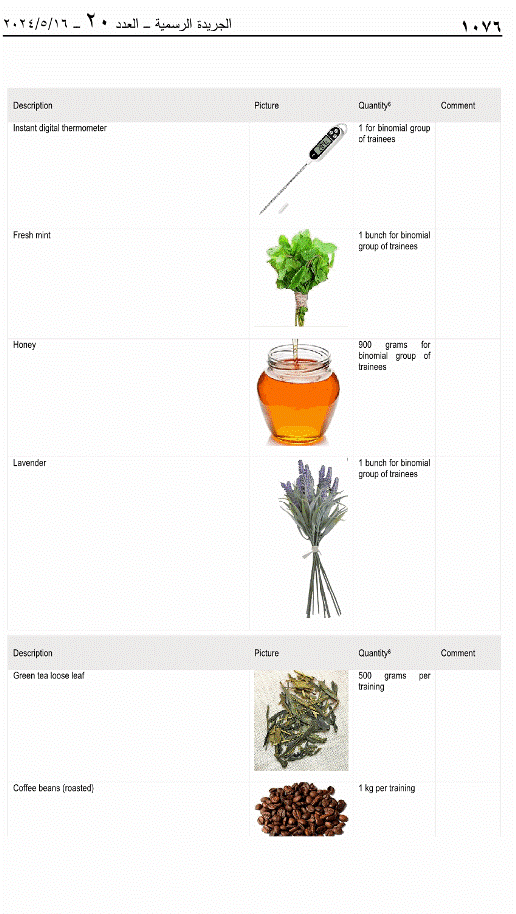 ١٠٧٦ الجريدة الرسمية ــ العدد ٢٠ ــ ٢٠٢٤/٥/١٦
Description Picture Quantity⁶ Comment
Instant digital thermometer 1 for binomial group
of trainees
Fresh mint 1 bunch for binomial
group of trainees
Honey 900 grams for
binomial group of
trainees
Lavender 1 bunch for binomial
group of trainees
Description Picture Quantity⁶ Comment
Green tea loose leaf 500 grams per
training
Coffee beans (roasted) 1 kg per training